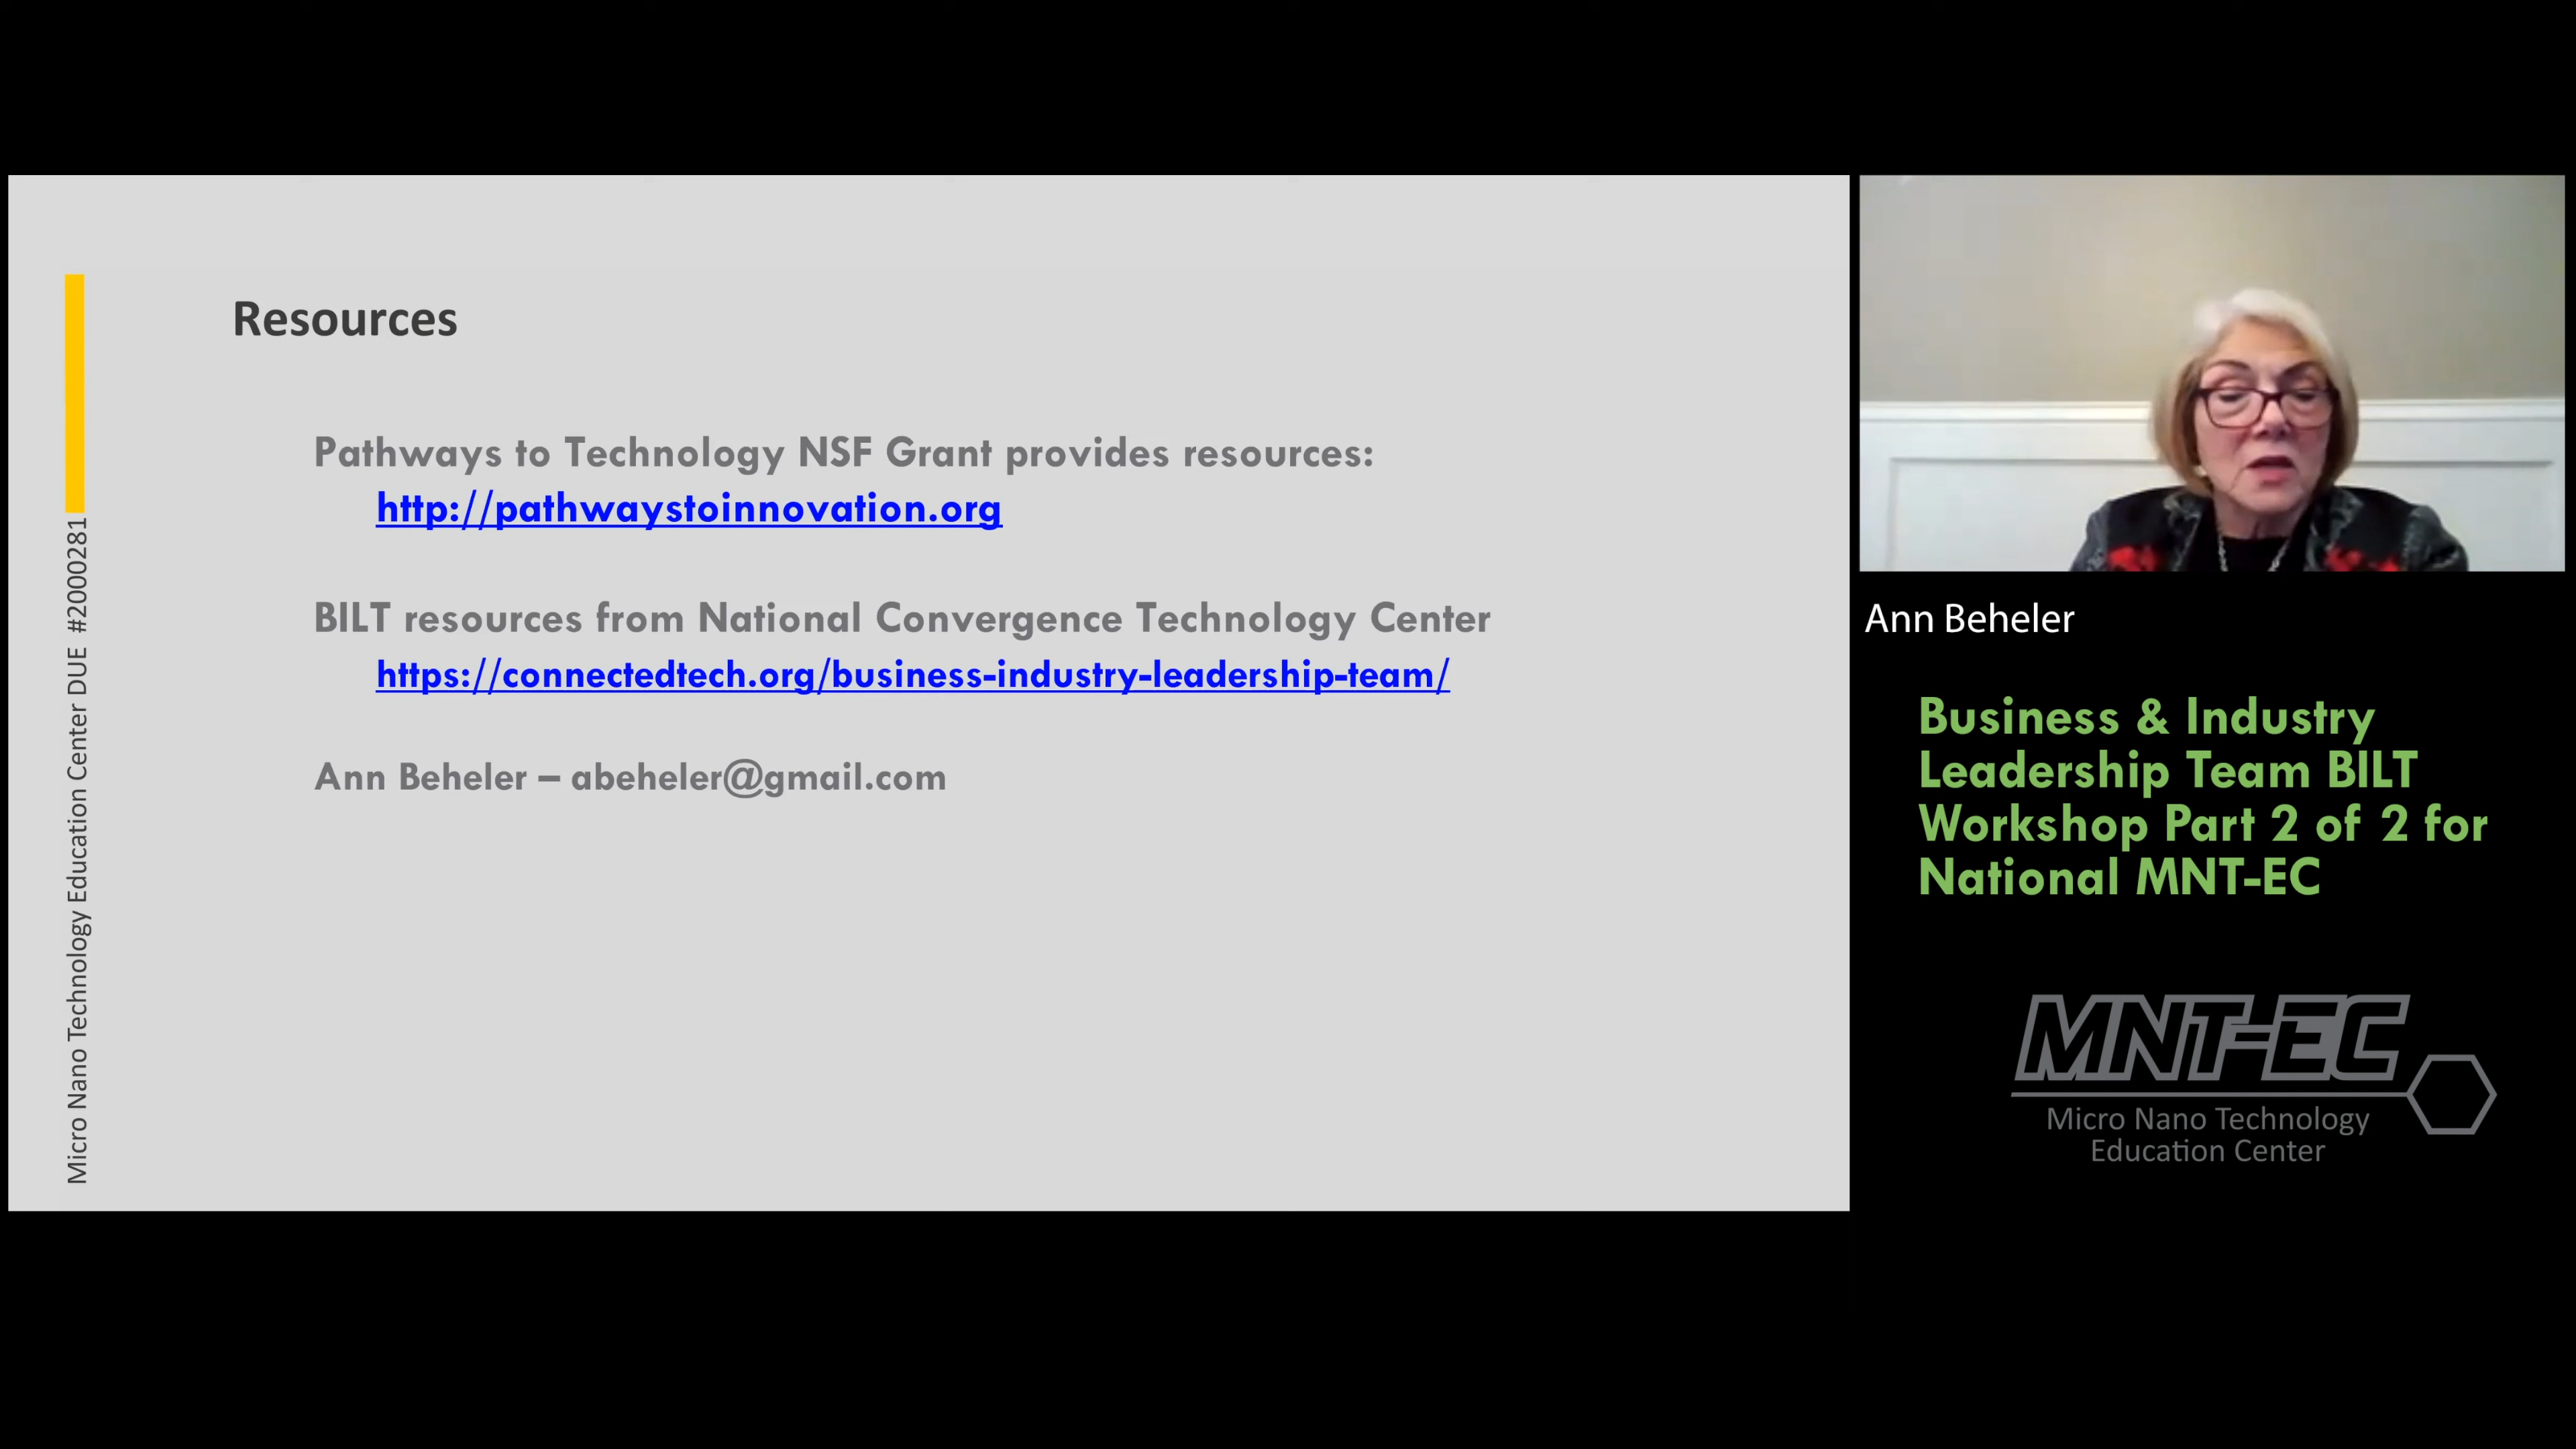 Resources
Pathways to Technology NSF Grant provides resources:
http://pathwaystoinnovation.org
BILT resources from National Convergence Technology Center
https://connectedtech.org/business-industry-leadership-team/
Ann Beheler – abeheler@gmail.com
Micro Nano Technology Education Center DUE #2000281
Ann Beheler
Business & Industry
Leadership Team BILT
Workshop Part 2 of 2 for
National MNT-EC
MNT-EC
Micro Nano Technology
Education Center